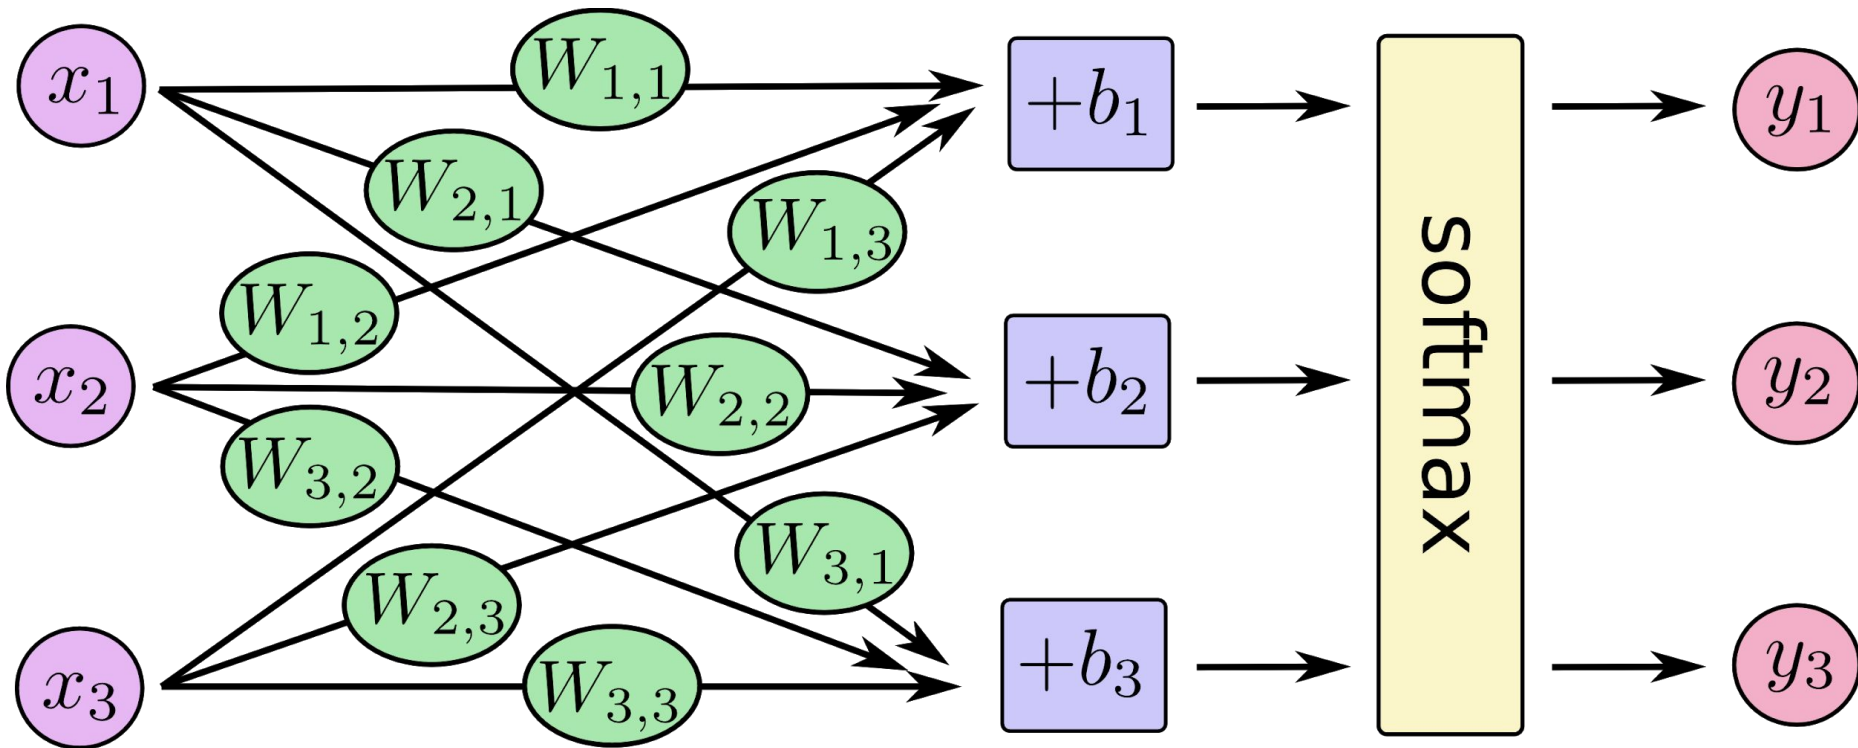 x₁
W₁,₁
+b₁
y₁
W₂,₁
W₁,₃
W₁,₂
x₂
W₂,₂
+b₂
softmax
y₂
W₃,₂
W₃,₁
W₂,₃
x₃
W₃,₃
+b₃
y₃